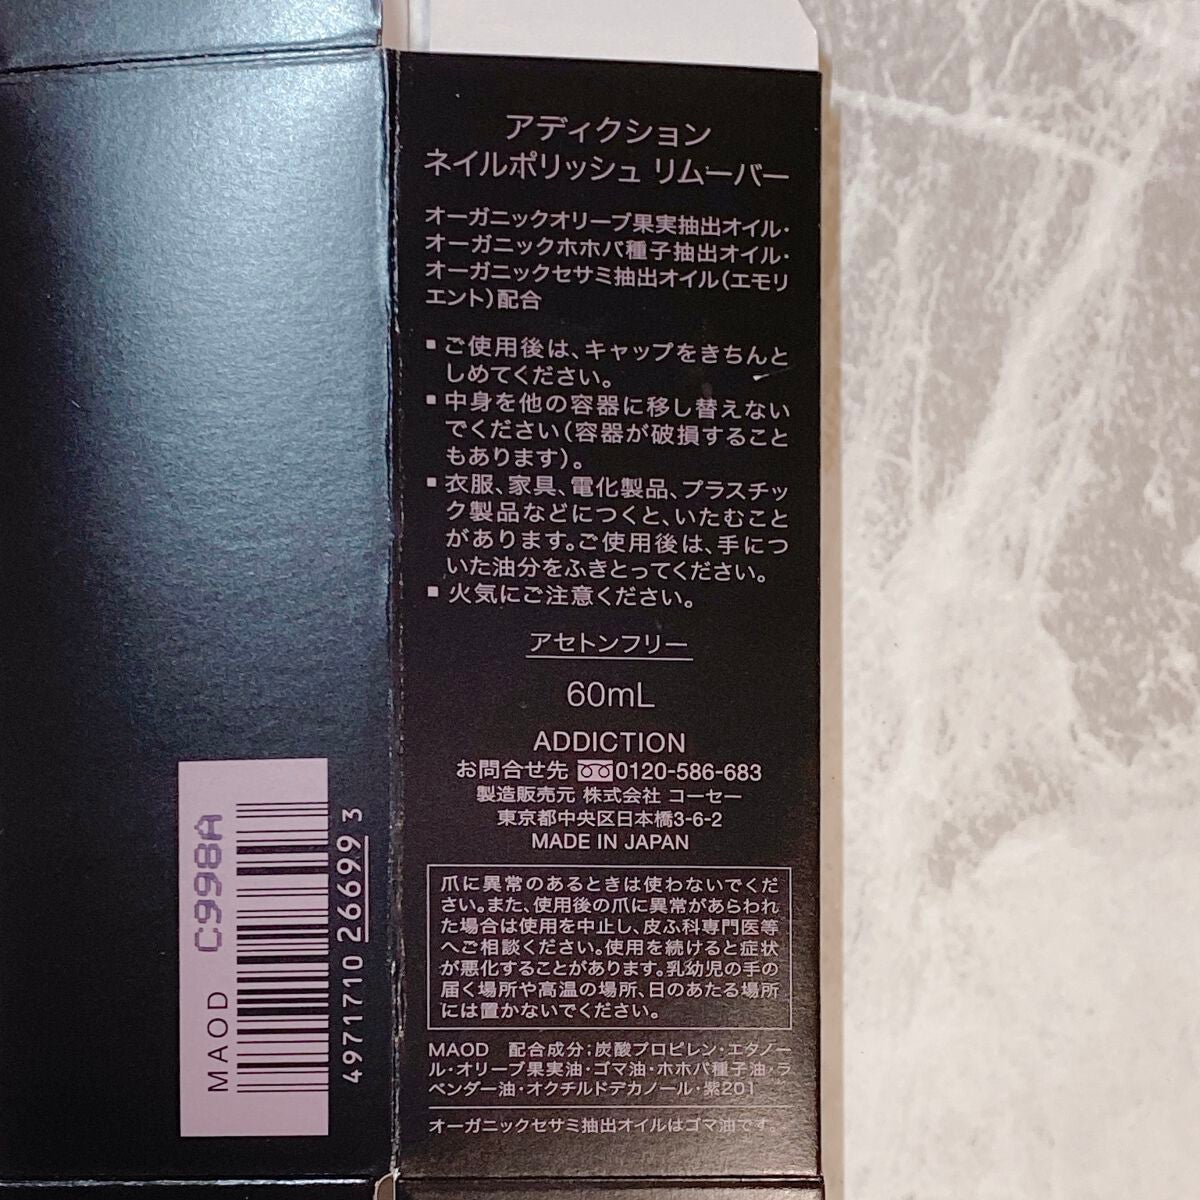 アディクション
ネイルポリッシュ リムーバー
オーガニックオリーブ果実抽出オイル・
オーガニックホホバ種子抽出オイル・
オーガニックセサミ抽出オイル(エモリ
エント)配合
▪ご使用後は、キャップをきちんと
しめてください。
▪中身を他の容器に移し替えない
でください(容器が破損すること
もあります)。
▪衣服、家具、電化製品、プラスチッ
ク製品などにつくと、いたむこと
があります。ご使用後は、手につ
いた油分をふきとってください。
▪火気にご注意ください。
アセトンフリー
60mL
ADDICTION
お問合せ先 0120-586-683
製造販売元 株式会社 コーセー
東京都中央区日本橋3-6-2
MADE IN JAPAN
爪に異常のあるときは使わないでくだ
さい。また、使用後の爪に異常があらわれ
た場合は使用を中止し、皮ふ科専門医等
へご相談ください。使用を続けると症状
が悪化することがあります。乳幼児の手の
届く場所や高温の場所、日のあたる場所
には置かないでください。
MAOD 配合成分:炭酸プロピレン・エタノー
ル・オリーブ果実油・ゴマ油・ホホバ種子油・ラ
ベンダー油・オクチルドデカノール・紫201
オーガニックセサミ抽出オイルはゴマ油です。
MAOD C998A
4971710266993